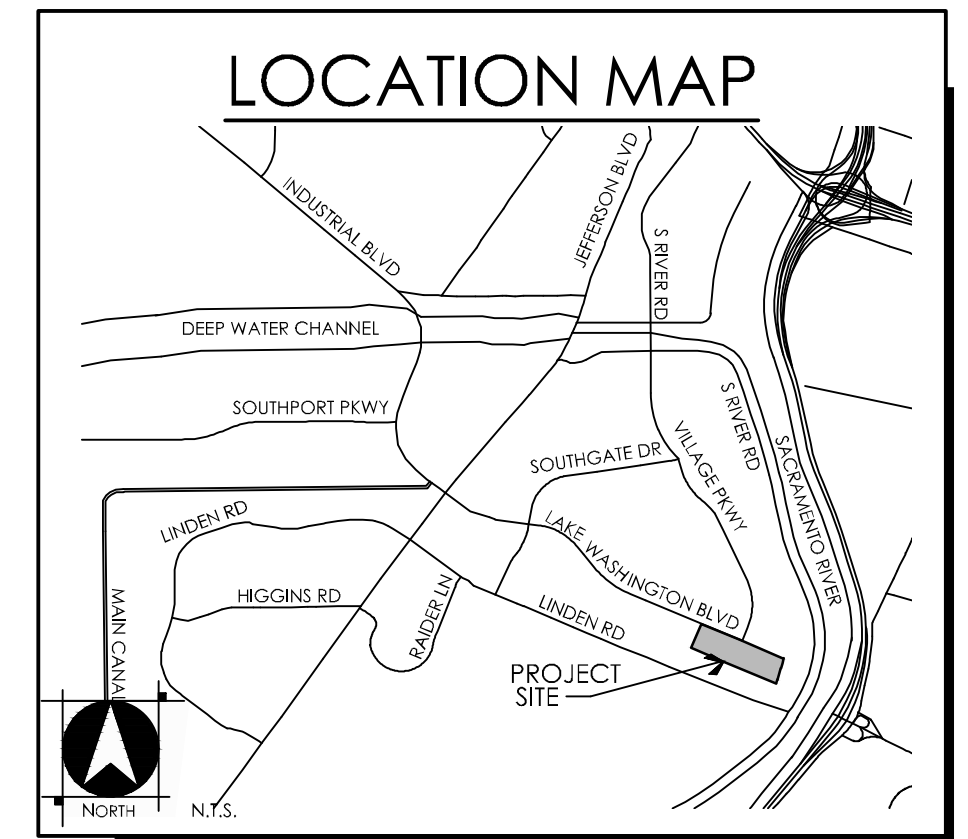 LOCATION MAP
INDUSTRIAL BLVD
JEFFERSON BLVD
S RIVER RD
DEEP WATER CHANNEL
SOUTHPORT PKWY
S RIVER RD
VILLAGE PKWY
SOUTHGATE DR
SACRAMENTO RIVER
LINDEN RD
LAKE WASHINGTON BLVD
MAIN CANAL
HIGGINS RD
RAIDER LN
LINDEN RD
PROJECT
SITE
NORTH
N.T.S.